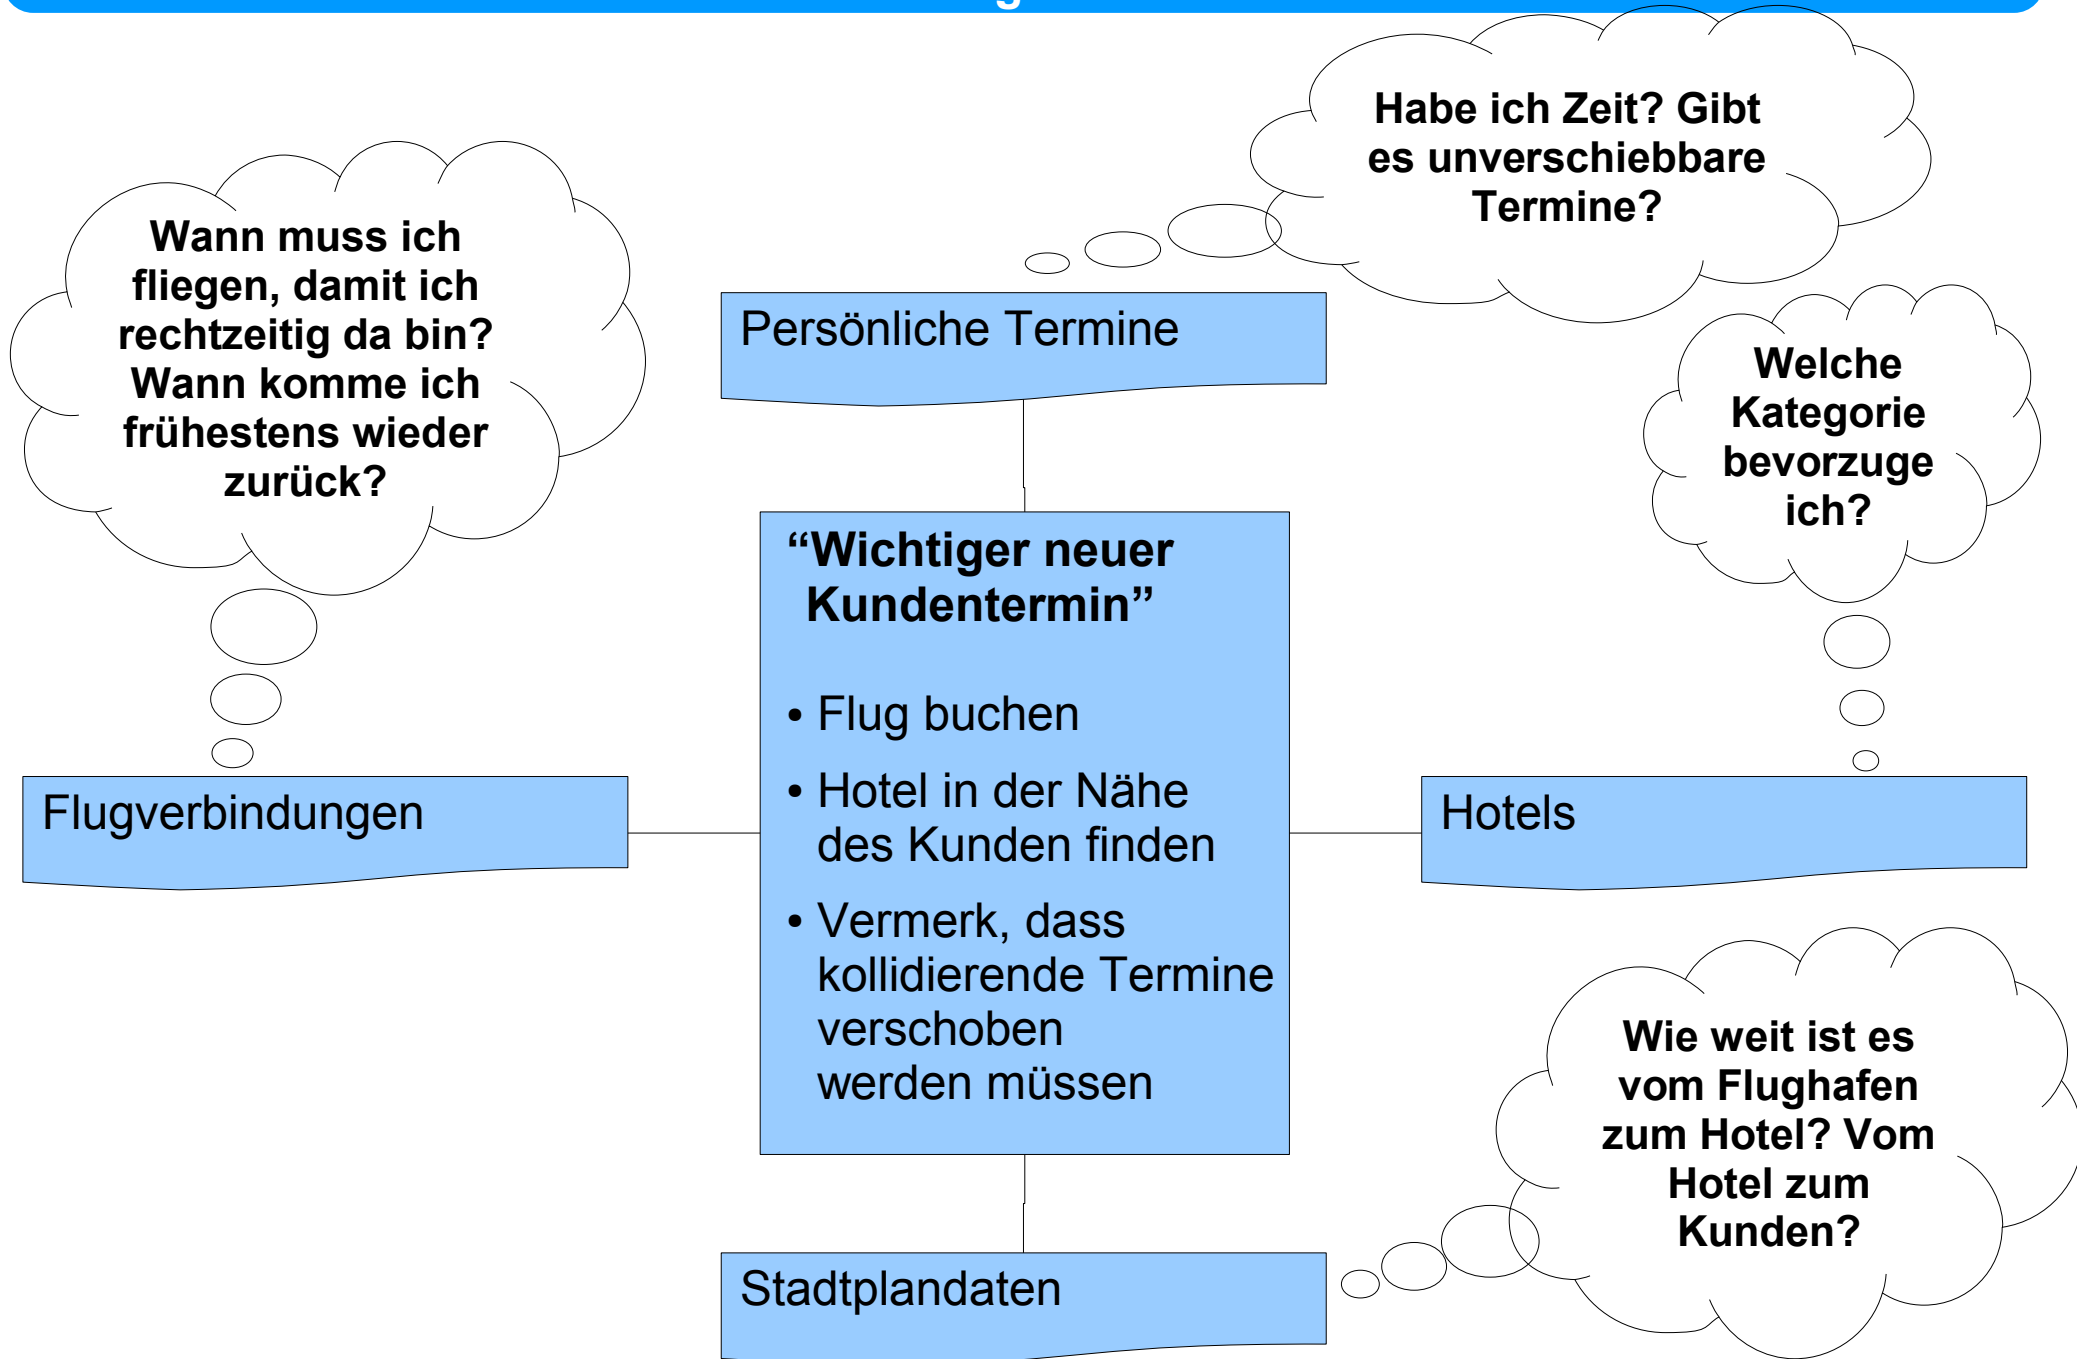 Habe ich Zeit? Gibt
es unverschiebbare
Termine?
Wann muss ich
fliegen, damit ich
rechtzeitig da bin?
Wann komme ich
frühestens wieder
zurück?
Persönliche Termine
Welche
Kategorie
bevorzuge
ich?
“Wichtiger neuer
Kundentermin”
• Flug buchen
• Hotel in der Nähe
des Kunden finden
• Vermerk, dass
kollidierende Termine
verschoben
werden müssen
Flugverbindungen
Hotels
Wie weit ist es
vom Flughafen
zum Hotel? Vom
Hotel zum
Kunden?
Stadtplandaten